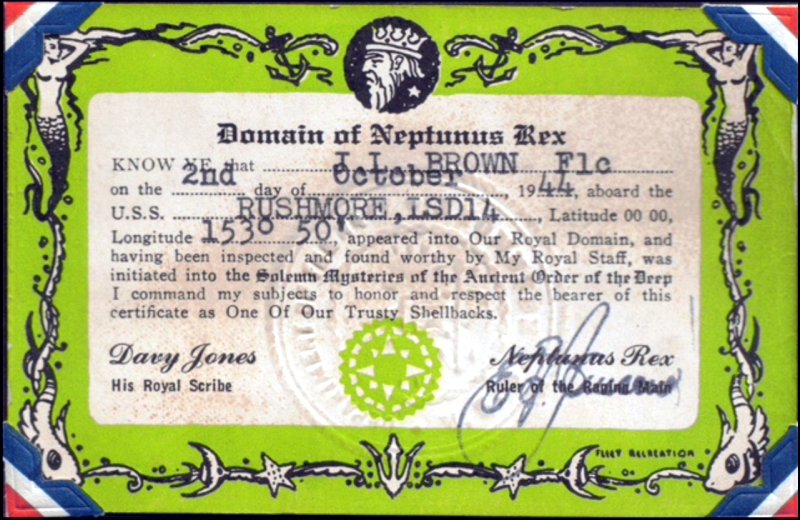 Domain of Neptunus Rex
KNOW YE, that J.L. BROWN F1c
on the 2nd day of October, 1944, aboard the
U.S.S. RUSHMORE, LSD14, Latitude 00 00,
Longitude 153° 50', appeared into Our Royal Domain, and
having been inspected and found worthy by My Royal Staff, was
initiated into the Solemn Mysteries of the Ancient Order of the Deep
I command my subjects to honor and respect the bearer of this
certificate as One Of Our Trusty Shellbacks.
Davy Jones
His Royal Scribe
Neptunus Rex
Ruler of the Raging Main
FLEET RECREATION